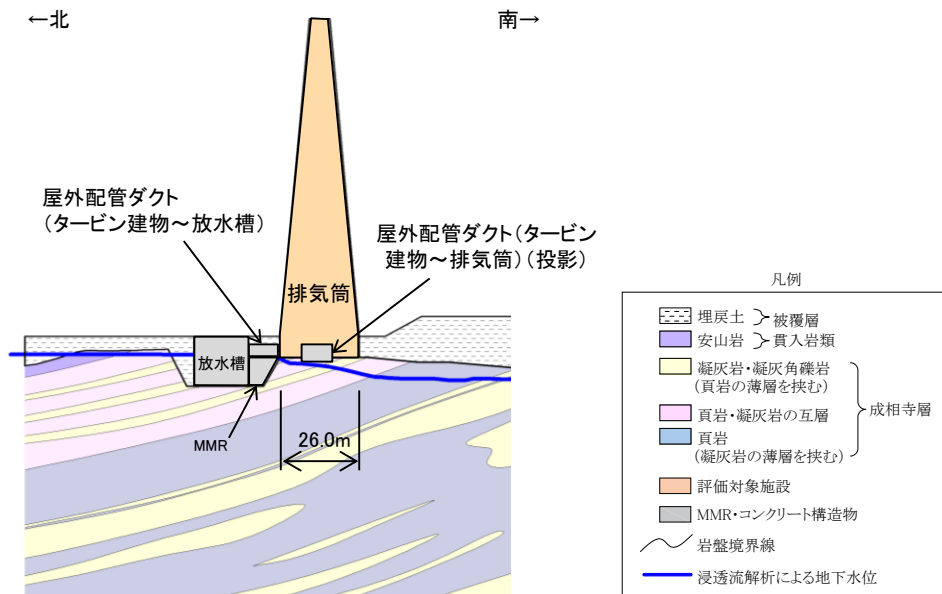 ←北
南→
屋外配管ダクト
(タービン建物～放水槽)
屋外配管ダクト(タービン
建物～排気筒)(投影)
排気筒
放水槽
MMR
26.0m
凡例
埋戻土
被覆層
安山岩
貫入岩類
凝灰岩・凝灰角礫岩
(頁岩の薄層を挟む)
頁岩・凝灰岩の互層
頁岩
(凝灰岩の薄層を挟む)
成相寺層
評価対象施設
MMR・コンクリート構造物
岩盤境界線
浸透流解析による地下水位